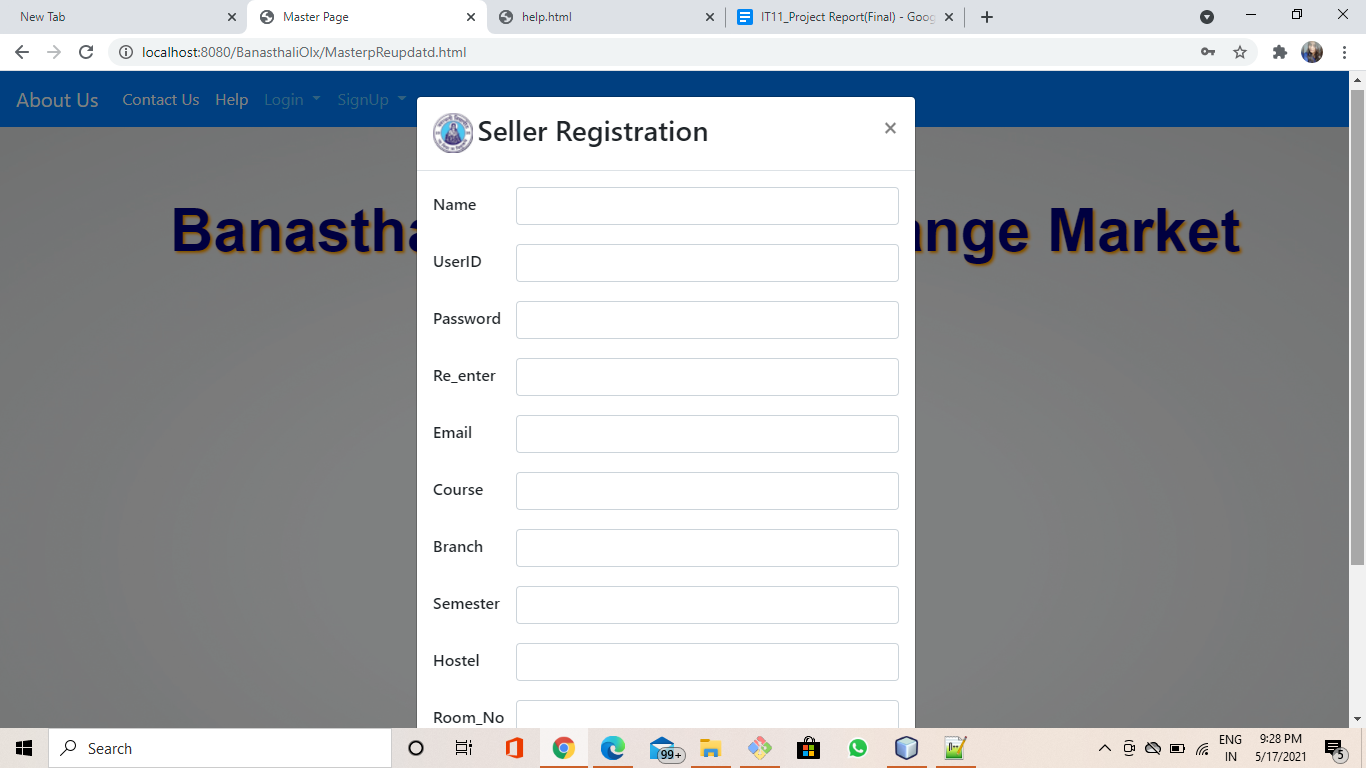 New Tab
Master Page
help.html
IT11_Project Report(Final) - Goog
localhost:8080/BanasthaliOlx/MasterpReupdatd.html
About Us
Contact Us
Help
Login
SignUp
Seller Registration
×
Banastha
ange Market
Name
UserID
Password
Re_enter
Email
Course
Branch
Semester
Hostel
Room_No
Search
99+
ENG
IN
9:28 PM
5/17/2021
5